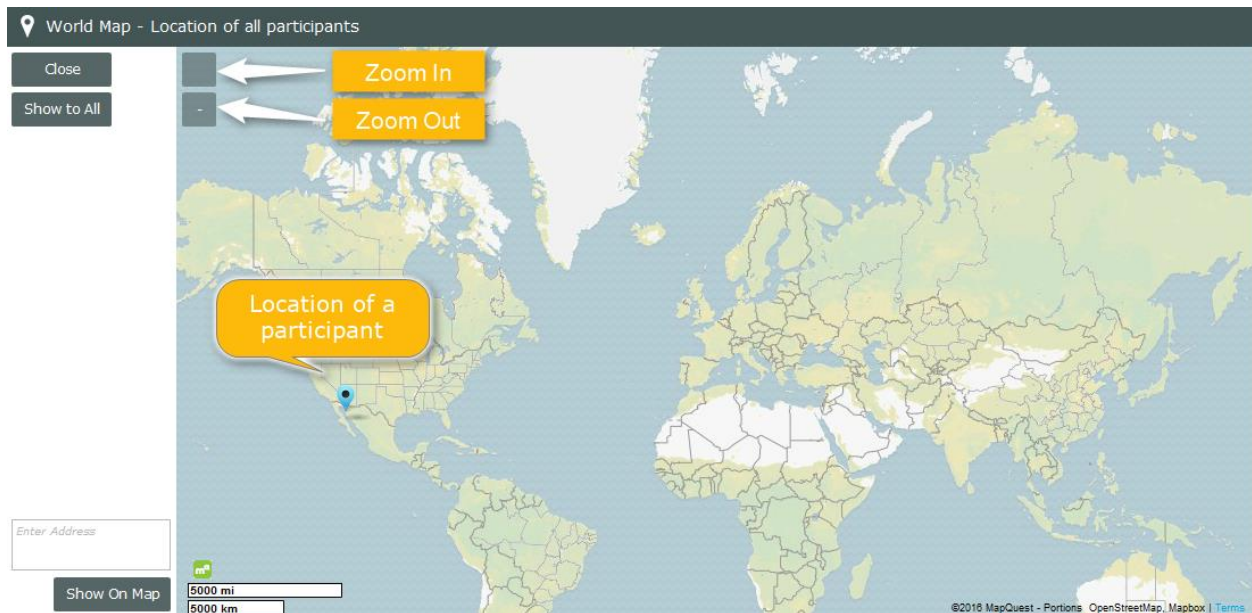 World Map - Location of all participants
Close
Show to All
Zoom In
-
Zoom Out
Location of a
participant
Enter Address
Show On Map
5000 mi
5000 km
©2016 MapQuest - Portions OpenStreetMap, Mapbox | Terms